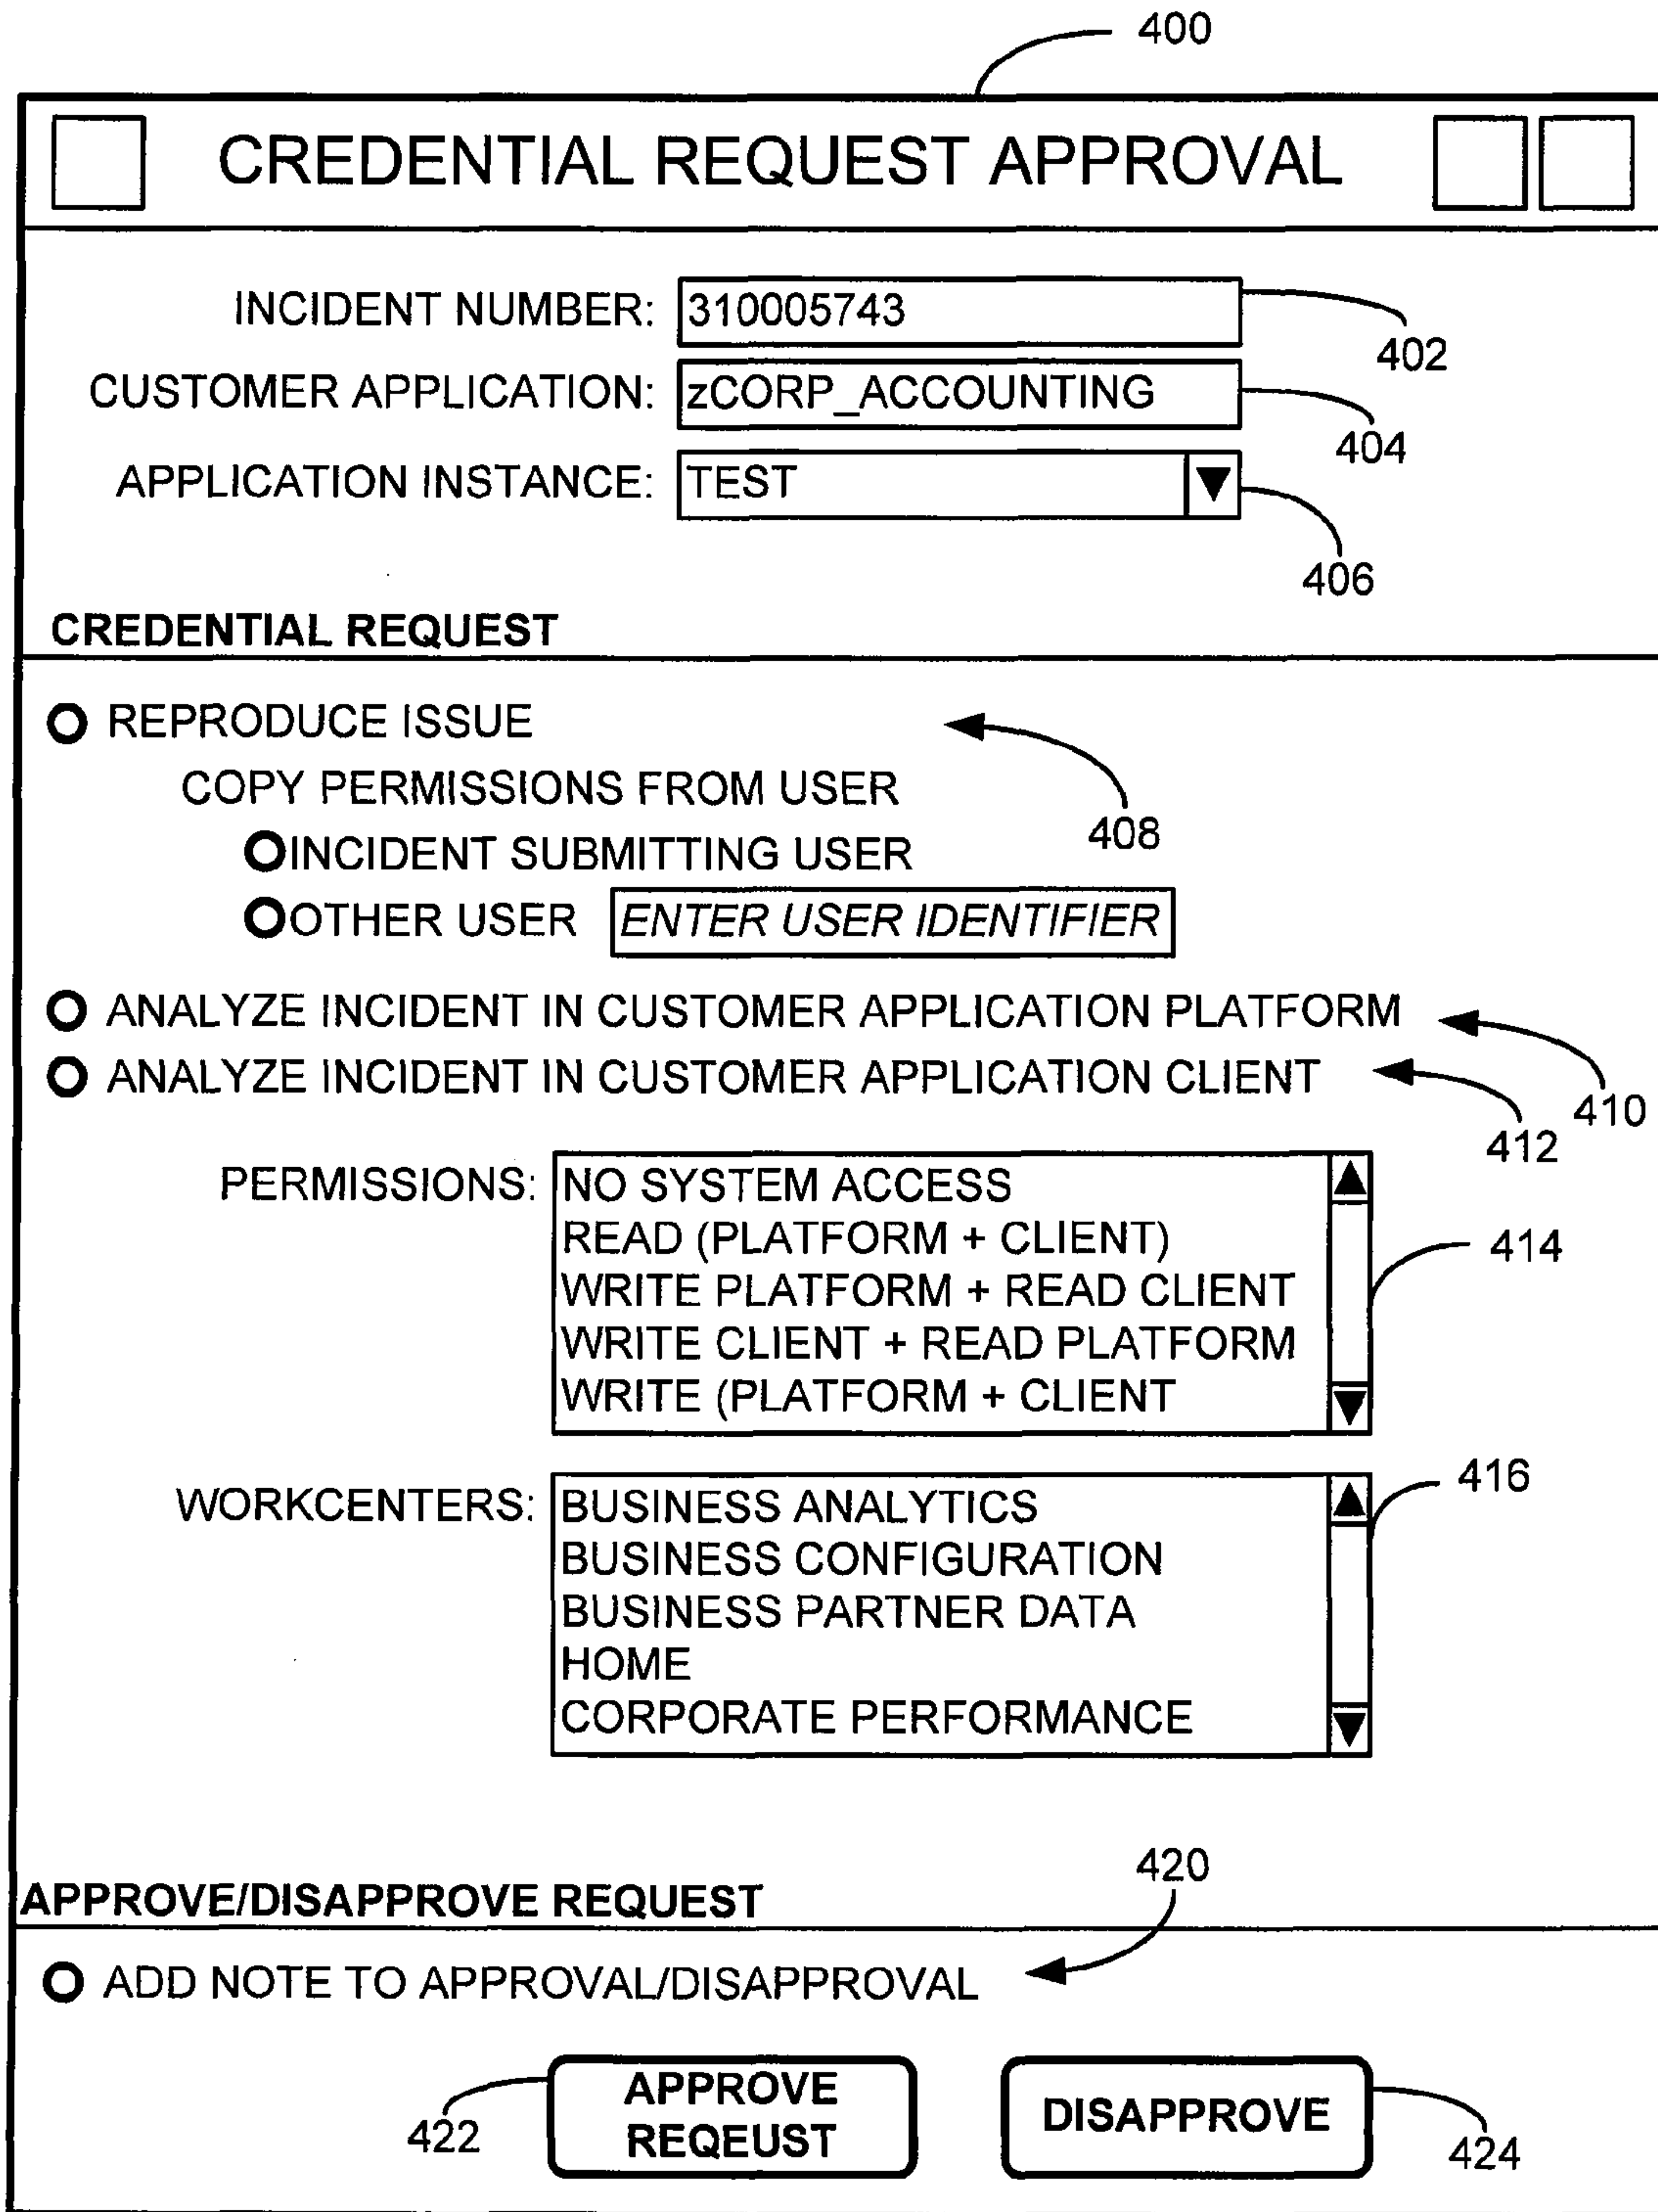 400
CREDENTIAL REQUEST APPROVAL
INCIDENT NUMBER: 310005743
402
CUSTOMER APPLICATION: zCORP_ACCOUNTING
404
APPLICATION INSTANCE: TEST
406
CREDENTIAL REQUEST
REPRODUCE ISSUE
COPY PERMISSIONS FROM USER
408
INCIDENT SUBMITTING USER
OTHER USER ENTER USER IDENTIFIER
ANALYZE INCIDENT IN CUSTOMER APPLICATION PLATFORM
ANALYZE INCIDENT IN CUSTOMER APPLICATION CLIENT
410
412
PERMISSIONS: NO SYSTEM ACCESS
READ (PLATFORM + CLIENT)
414
WRITE PLATFORM + READ CLIENT
WRITE CLIENT + READ PLATFORM
WRITE (PLATFORM + CLIENT
416
WORKCENTERS: BUSINESS ANALYTICS
BUSINESS CONFIGURATION
BUSINESS PARTNER DATA
HOME
CORPORATE PERFORMANCE
420
APPROVE/DISAPPROVE REQUEST
ADD NOTE TO APPROVAL/DISAPPROVAL
APPROVE
REQEUST
DISAPPROVE
422
424